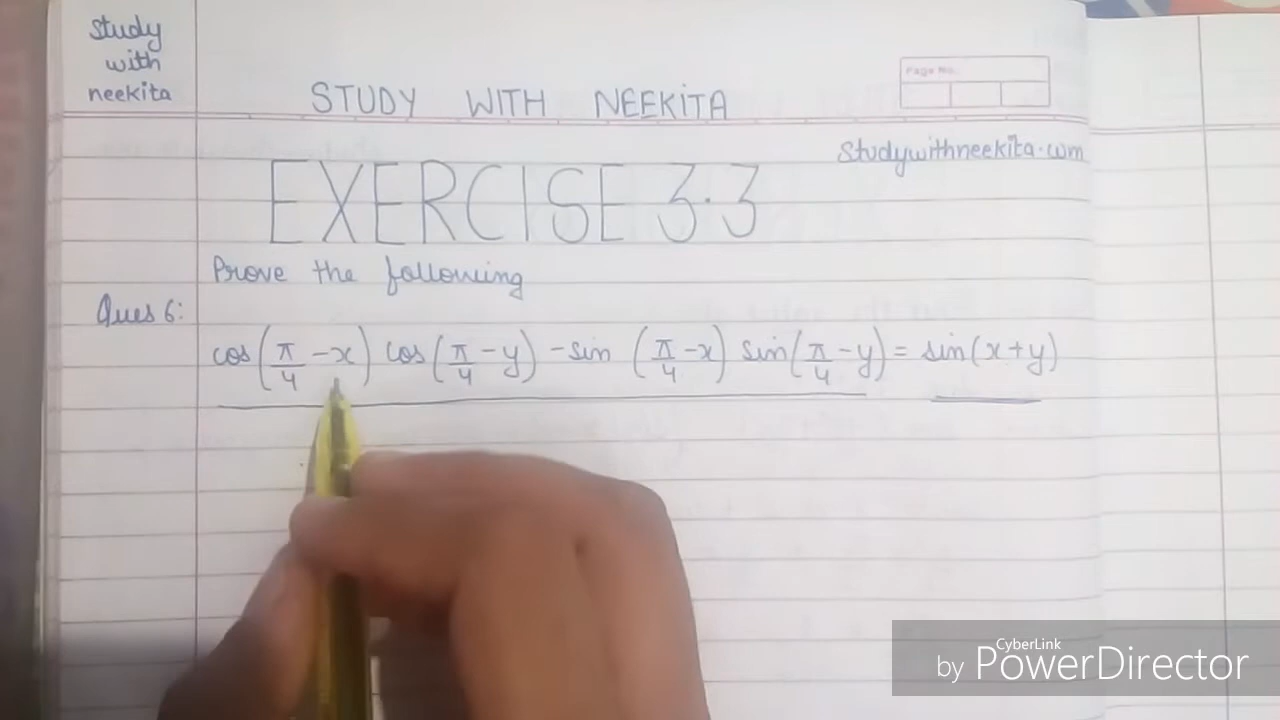 study
with
neekita
STUDY WITH NEEKITA
Page No.
Studywithneekita.com
EXERCISE 3.3
Prove the following
Ques 6:
cos(π/4 - x) cos(π/4 - y) - sin (π/4 - x) sin(π/4 - y) = sin(x + y)
CyberLink
by PowerDirector